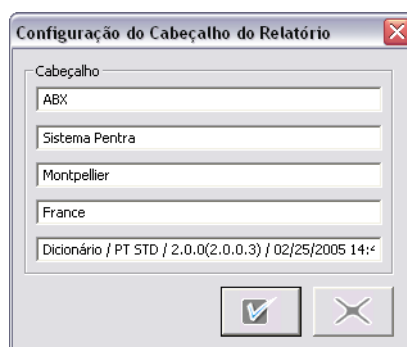 Configuração do Cabeçalho do Relatório
Cabeçalho
ABX
Sistema Pentra
Montpellier
France
Dicionário / PT STD / 2.0.0(2.0.0.3) / 02/25/2005 14: